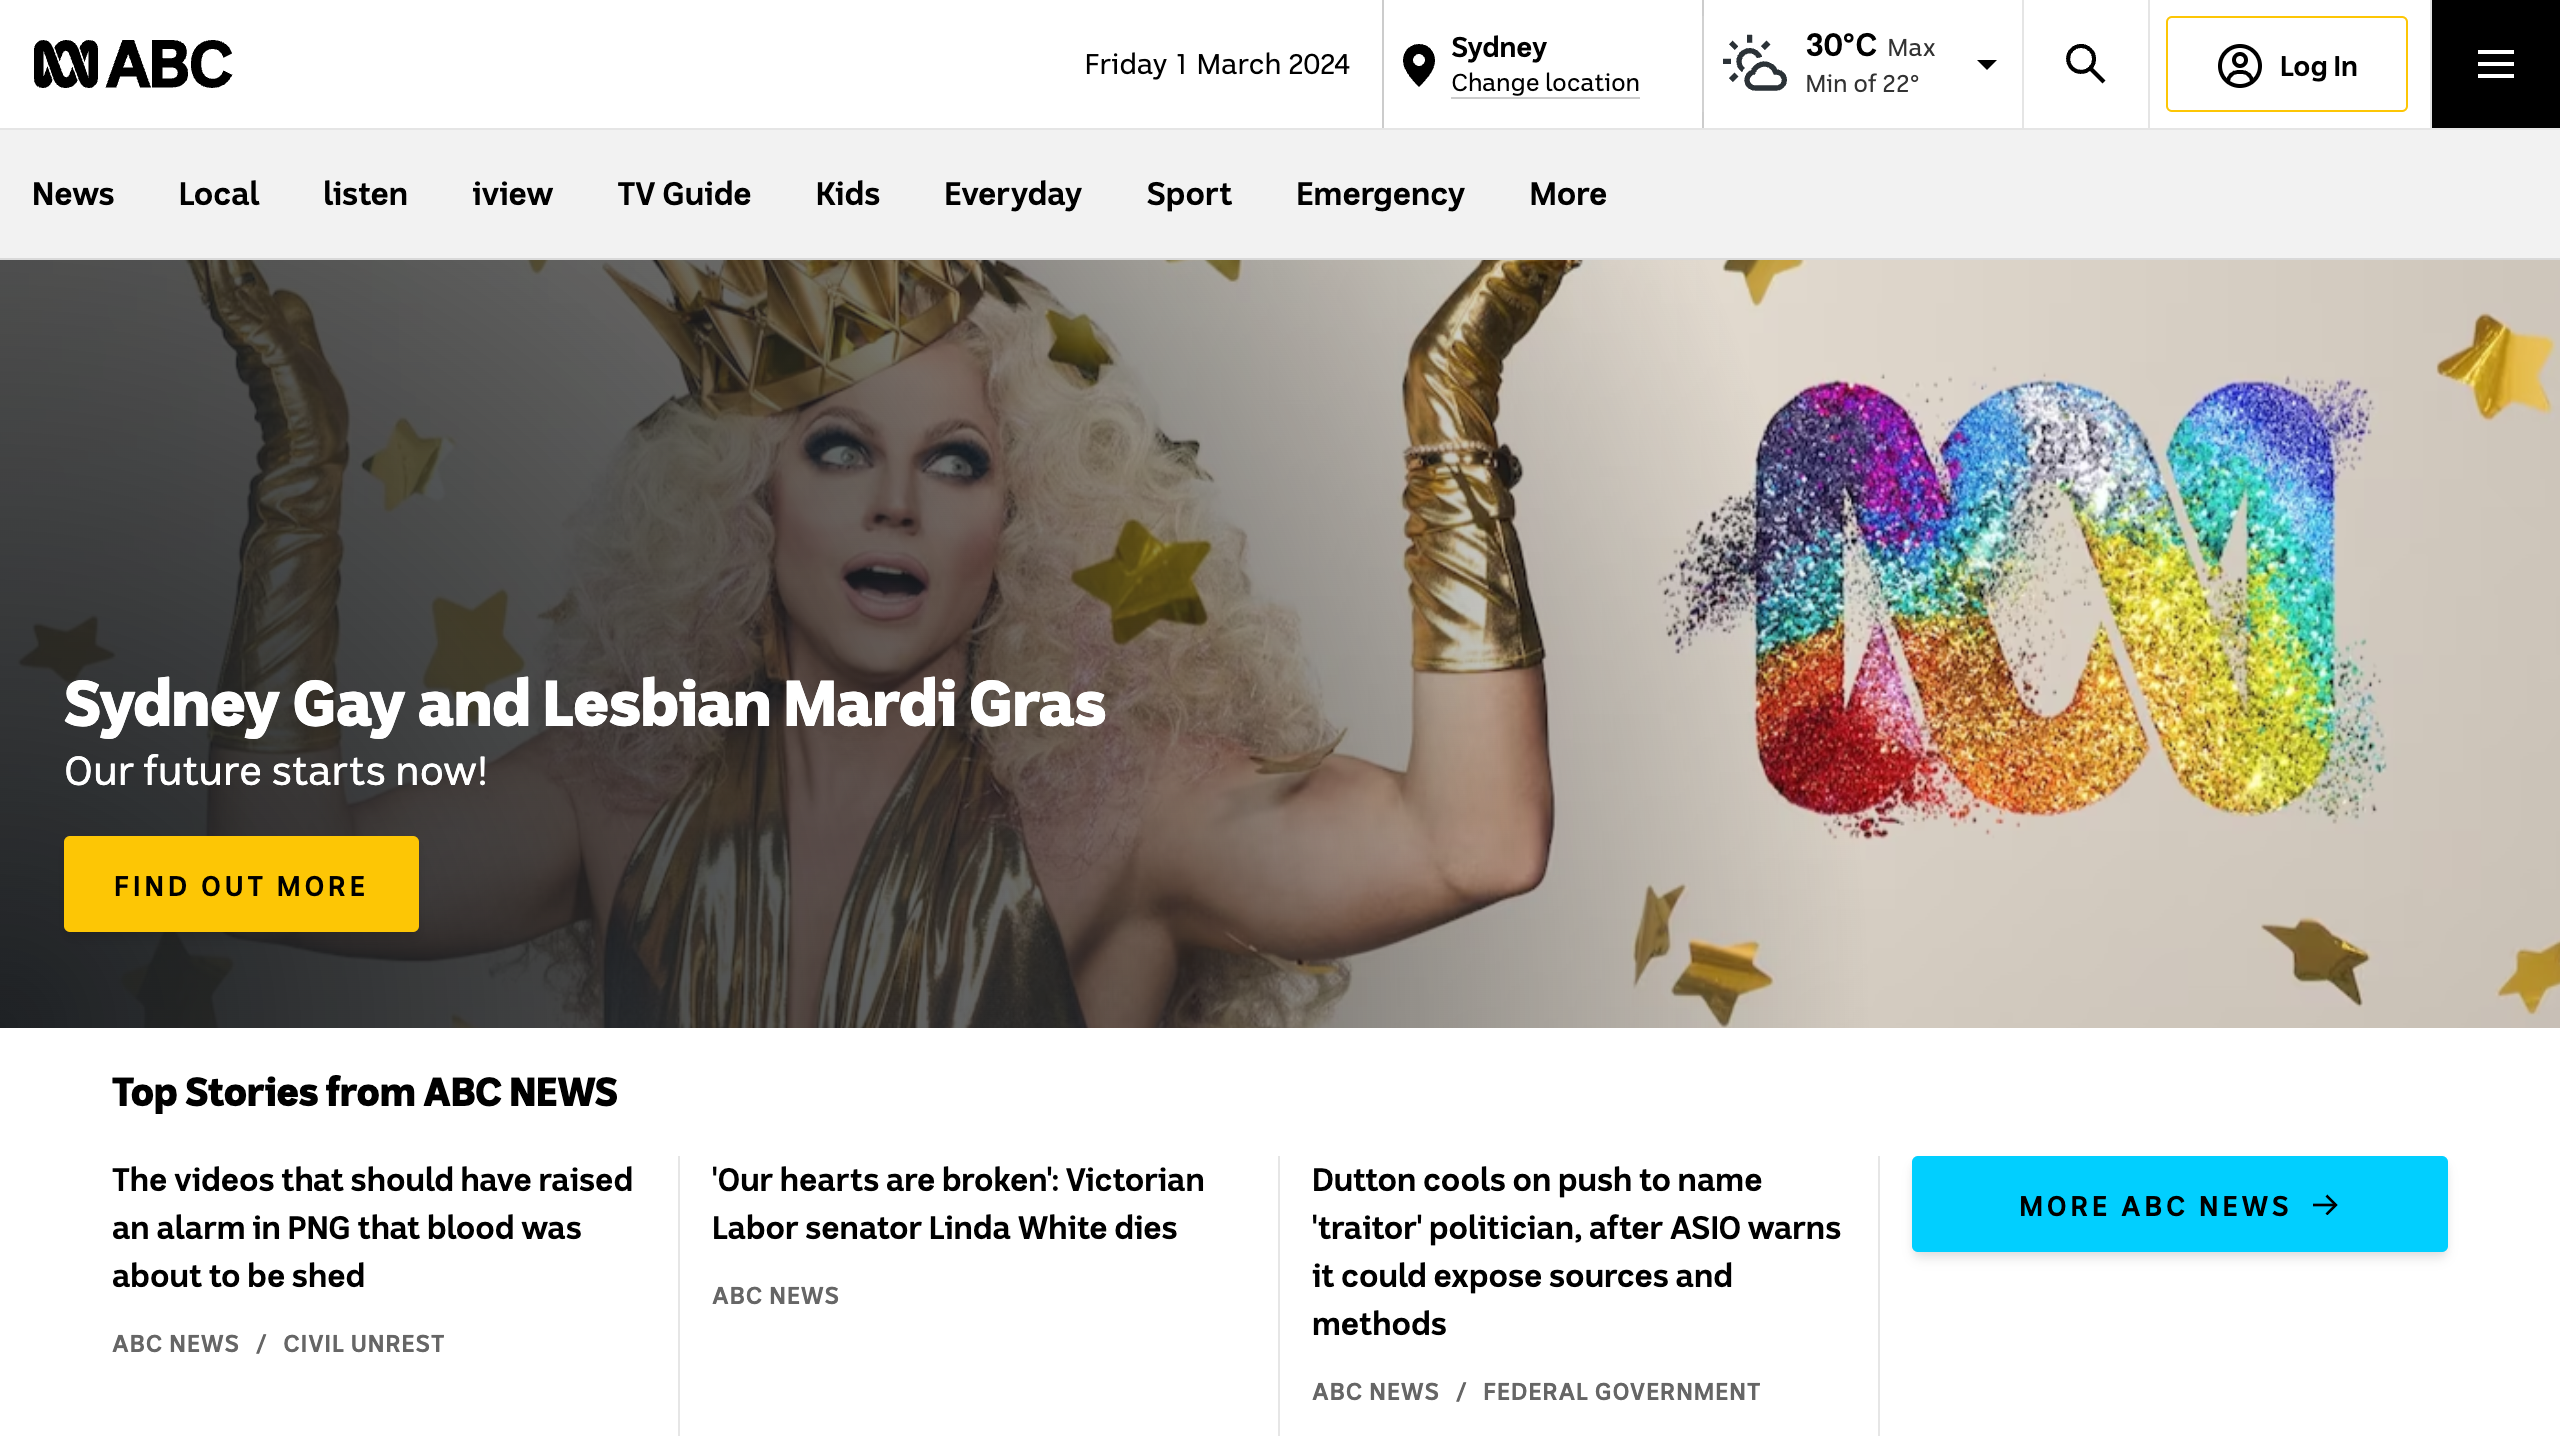 ABC
Friday 1 March 2024
Sydney
Change location
30°C Max
Min of 22°
Log In
News Local listen iview TV Guide Kids Everyday Sport Emergency More
Sydney Gay and Lesbian Mardi Gras
Our future starts now!
FIND OUT MORE
Top Stories from ABC NEWS
The videos that should have raised
an alarm in PNG that blood was
about to be shed
ABC NEWS / CIVIL UNREST
'Our hearts are broken': Victorian
Labor senator Linda White dies
ABC NEWS
Dutton cools on push to name
'traitor' politician, after ASIO warns
it could expose sources and
methods
ABC NEWS / FEDERAL GOVERNMENT
MORE ABC NEWS →